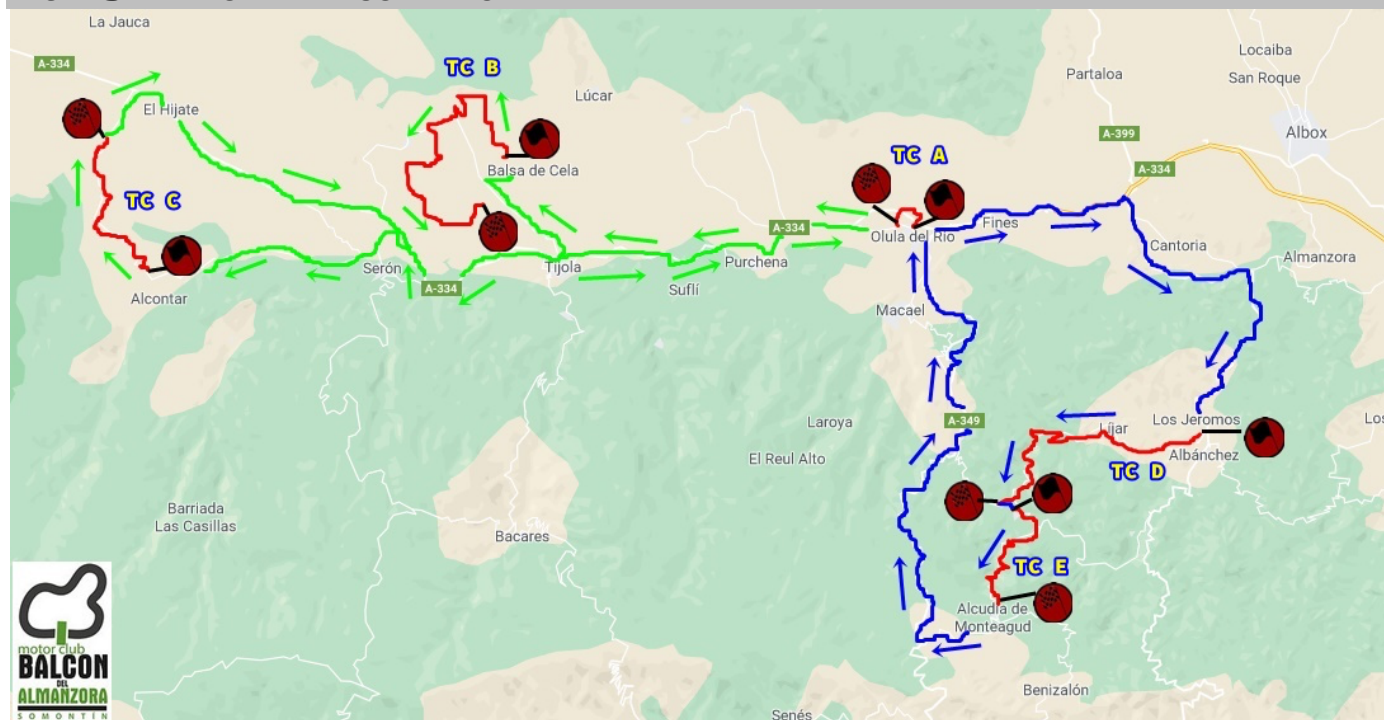 La Jauca
A-334
El Hijate
TC B
Lúcar
Balsa de Cela
TC C
Alcontar
Serón
A-334
Tíjola
Suflí
Purchena
A-334
TC A
Olula del Rio
Fines
Macael
Partaloa
Locaiba
San Roque
Albox
A-399
A-334
Cantoria
Almanzora
Laroya
El Reul Alto
A-349
Líjar
Los Jeromos
Albánchez
Los
TC D
TC E
Alcudia de
Monteagud
Benizalón
Senés
Bacares
Barriada
Las Casillas
motor club
BALCON
DEL
ALMANZORA
SOMONTIN